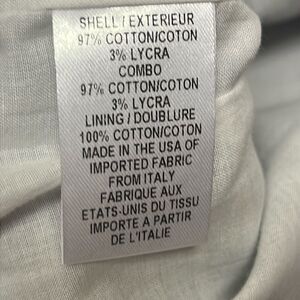 SHELL / EXTERIEUR
97% COTTON/COTON
3% LYCRA
COMBO
97% COTTON/COTON
3% LYCRA
LINING / DOUBLURE
100% COTTON/COTON
MADE IN THE USA OF
IMPORTED FABRIC
FROM ITALY
FABRIQUE AUX
ETATS-UNIS DU TISSU
IMPORTE A PARTIR
DE L'ITALIE